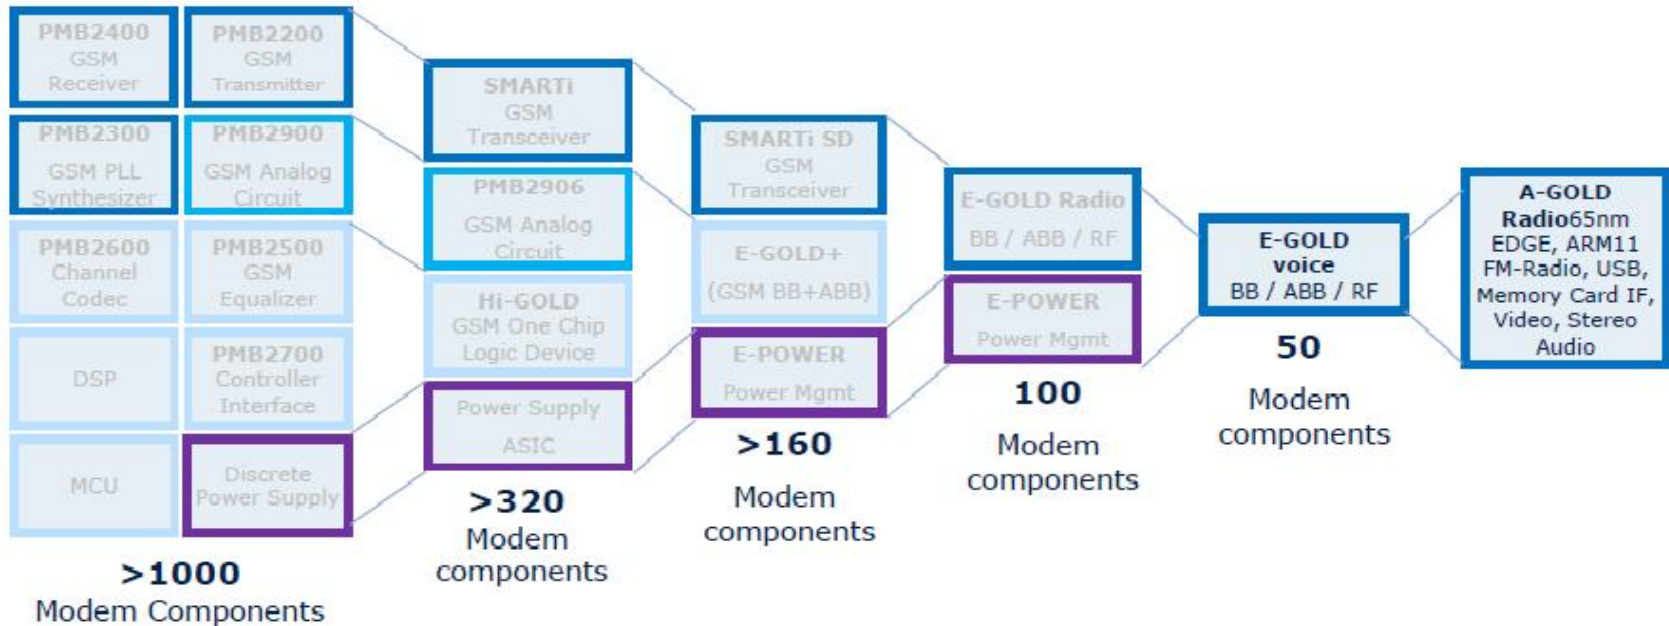 PMB2400
GSM
Receiver
PMB2200
GSM
Transmitter
PMB2300
GSM PLL
Synthesizer
PMB2900
GSM Analog
Circuit
PMB2600
Channel
Codec
PMB2500
GSM
Equalizer
DSP
PMB2700
Controller
Interface
MCU
Discrete
Power Supply
>1000
Modem Components
SMARTi
GSM
Transceiver
PMB2906
GSM Analog
Circuit
Hi-GOLD
GSM One Chip
Logic Device
Power Supply
ASIC
>320
Modem
components
SMARTi SD
GSM
Transceiver
E-GOLD+
(GSM BB+ABB)
E-POWER
Power Mgmt
>160
Modem
components
E-GOLD Radio
BB / ABB / RF
E-POWER
Power Mgmt
100
Modem
components
E-GOLD
voice
BB / ABB / RF
50
Modem
components
A-GOLD
Radio65nm
EDGE, ARM11
FM-Radio, USB,
Memory Card IF,
Video, Stereo
Audio